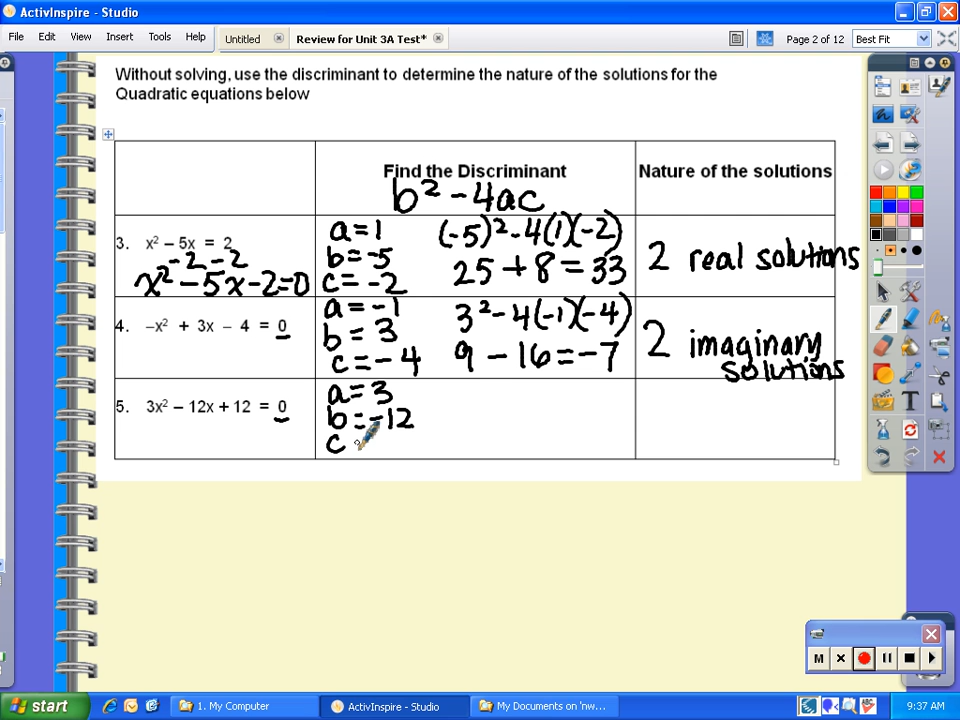 ActivInspire - Studio
File Edit View Insert Tools Help Untitled Review for Unit 3A Test* Page 2 of 12 Best Fit
Without solving, use the discriminant to determine the nature of the solutions for the
Quadratic equations below
Find the Discriminant Nature of the solutions
b² - 4ac
3. x² – 5x = 2
-2 -2
x² - 5x - 2 = 0
a = 1
b = -5
c = -2
(-5)² - 4(1)(-2)
25 + 8 = 33
2 real solutions
4. –x² + 3x – 4 = 0
a = -1
b = 3
c = -4
3² - 4(-1)(-4)
9 - 16 = -7
2 imaginary
solutions
5. 3x² – 12x + 12 = 0
a = 3
b = -12
c
M
start 1. My Computer ActivInspire - Studio My Documents on 'nw... 9:37 AM